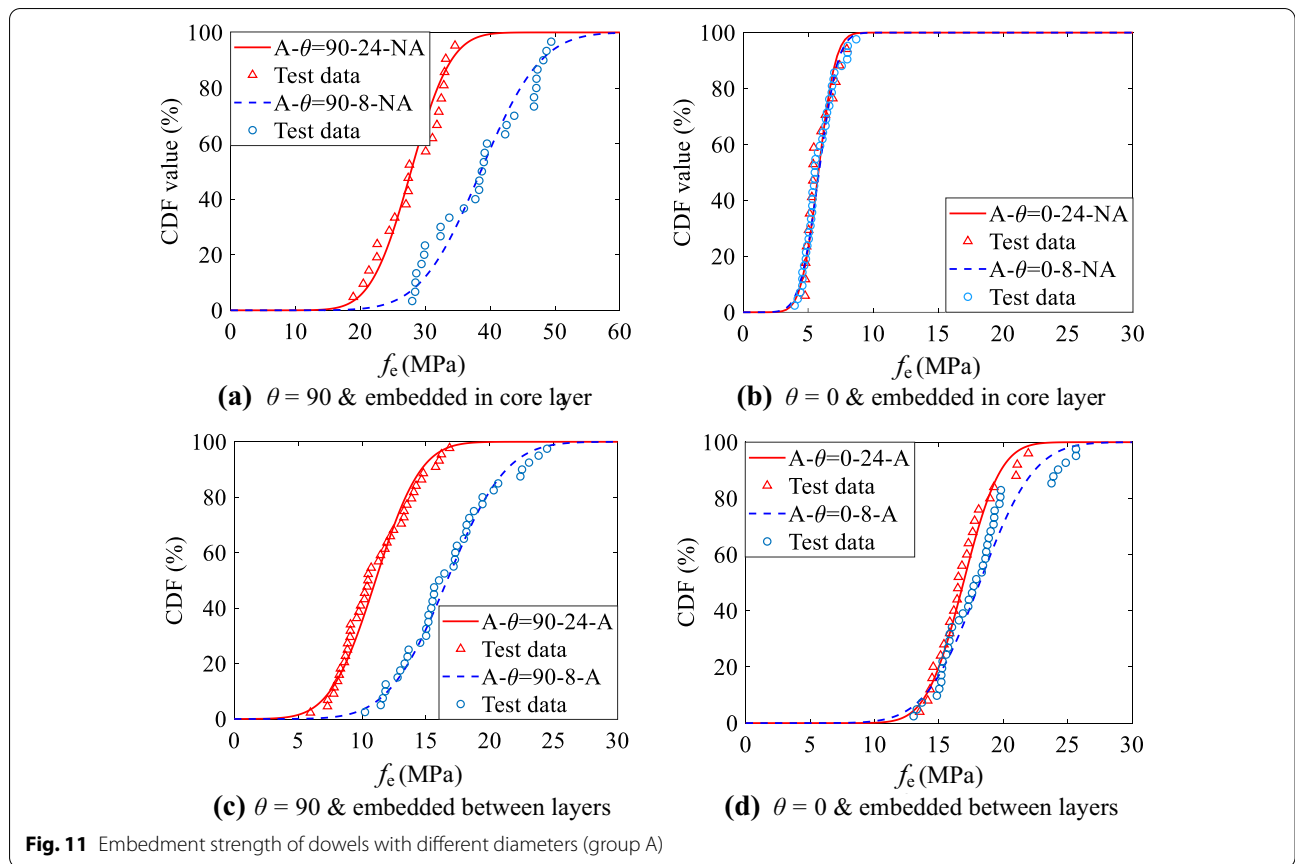 100
80
60
40
20
0
CDF value (%)
A-θ=90-24-NA
Test data
A-θ=90-8-NA
Test data
0 10 20 30 40 50 60
fe (MPa)
(a) θ = 90 & embedded in core layer
100
80
60
40
20
0
CDF value (%)
A-θ=0-24-NA
Test data
A-θ=0-8-NA
Test data
0 5 10 15 20 25 30
fe (MPa)
(b) θ = 0 & embedded in core layer
100
80
60
40
20
0
CDF (%)
A-θ=90-24-A
Test data
A-θ=90-8-A
Test data
0 5 10 15 20 25 30
fe (MPa)
(c) θ = 90 & embedded between layers
100
80
60
40
20
0
CDF (%)
A-θ=0-24-A
Test data
A-θ=0-8-A
Test data
0 5 10 15 20 25 30
fe (MPa)
(d) θ = 0 & embedded between layers
Fig. 11 Embedment strength of dowels with different diameters (group A)